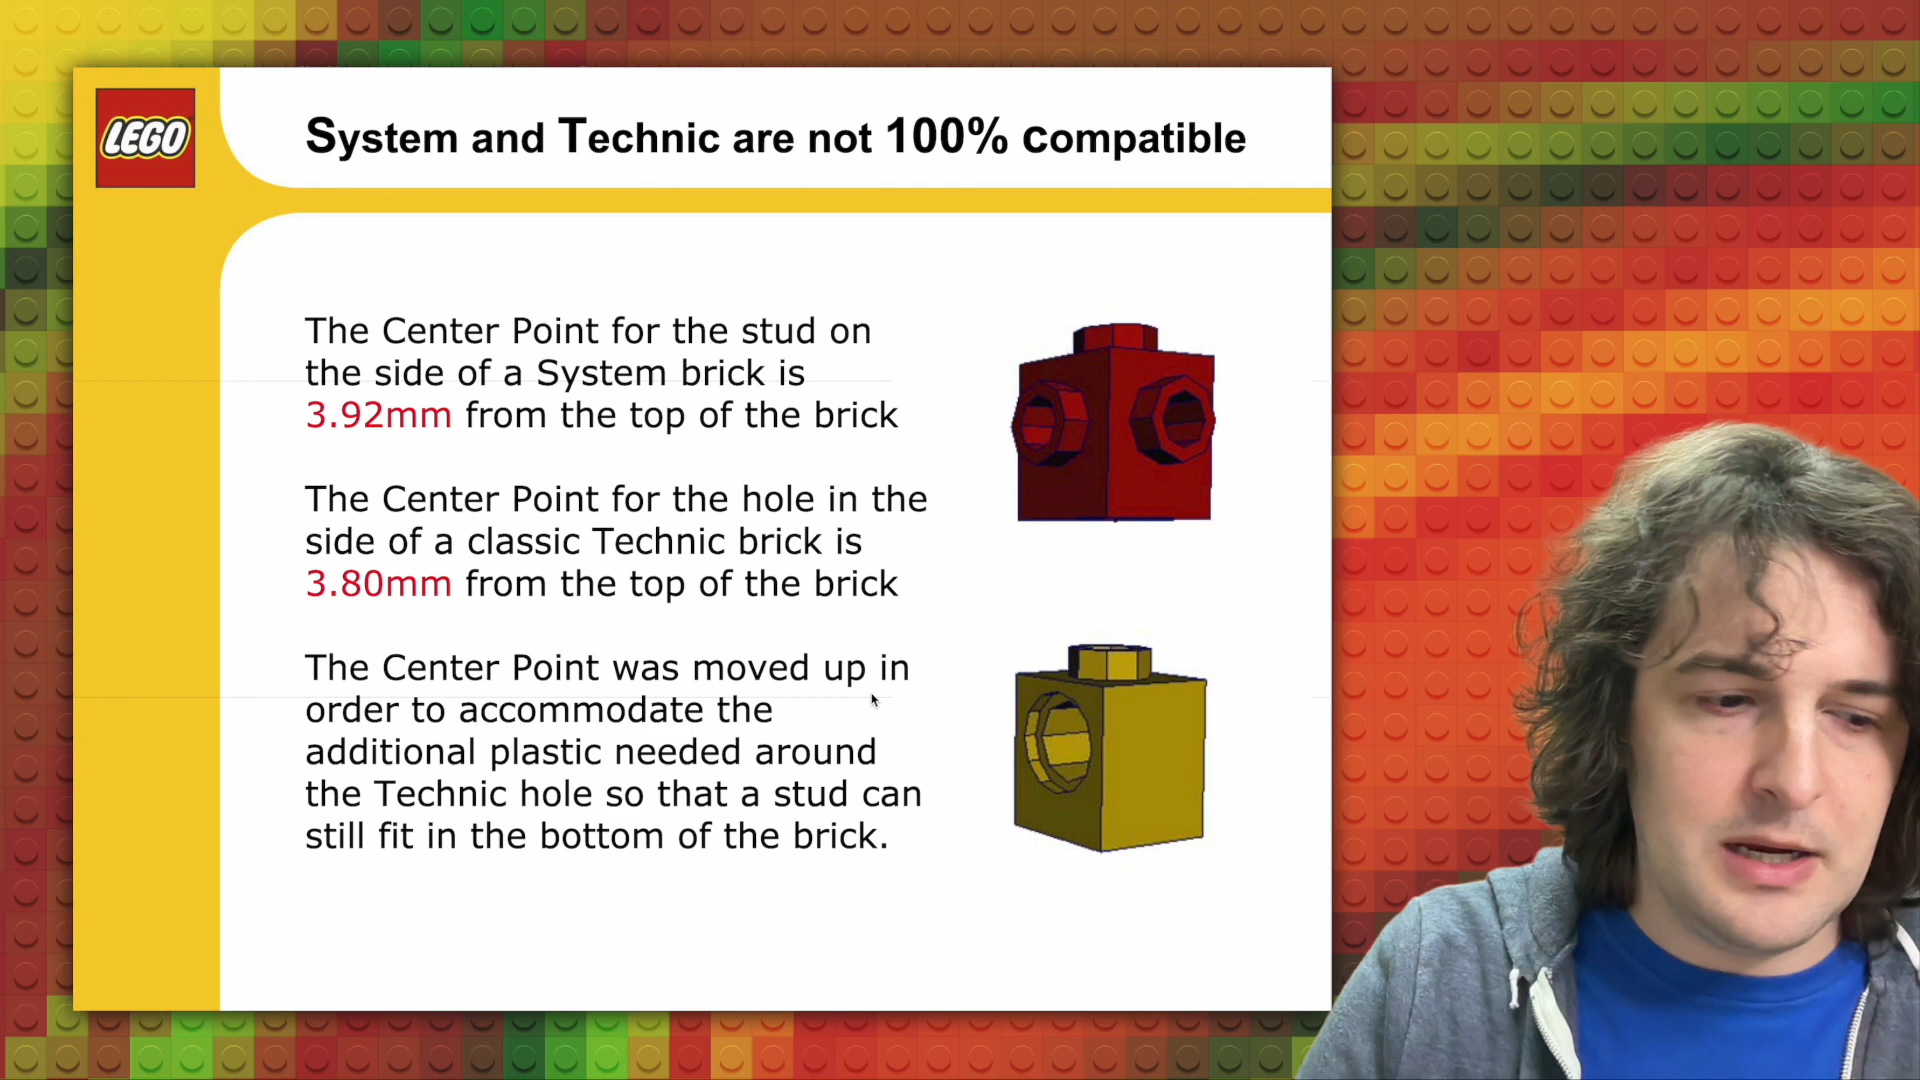 LEGO
System and Technic are not 100% compatible
The Center Point for the stud on
the side of a System brick is
3.92mm from the top of the brick
The Center Point for the hole in the
side of a classic Technic brick is
3.80mm from the top of the brick
The Center Point was moved up in
order to accommodate the
additional plastic needed around
the Technic hole so that a stud can
still fit in the bottom of the brick.